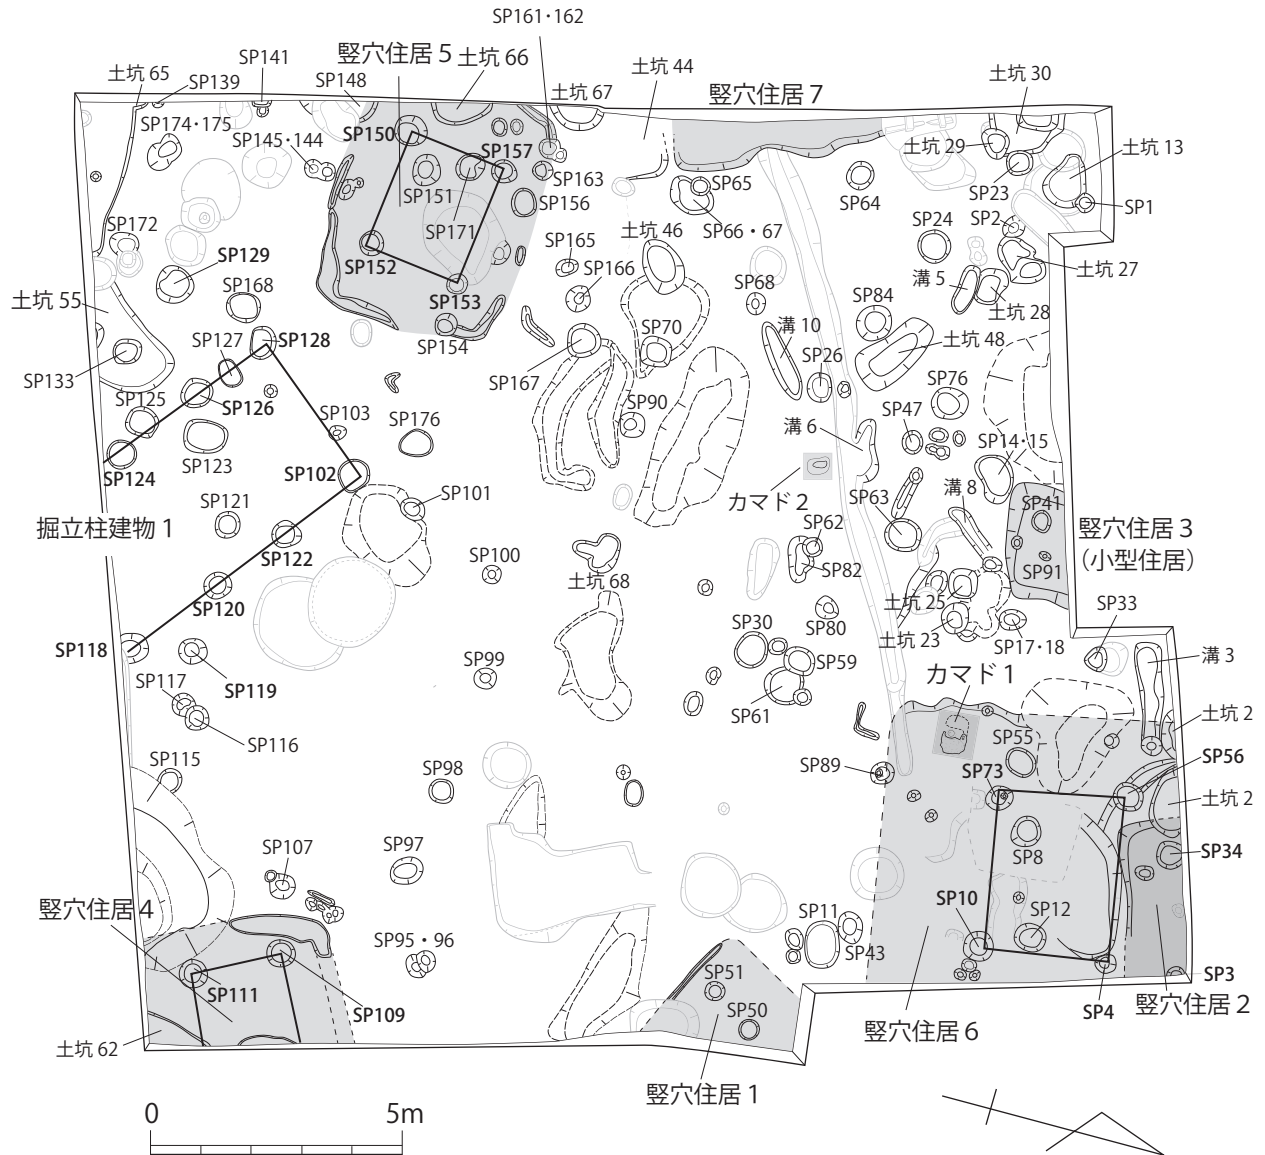 SP161・162
SP141
竪穴住居 5
土坑 66
土坑 44
土坑 65
SP139
SP148
土坑 67
竪穴住居 7
土坑 30
SP174・175
SP145・144
SP150
SP157
土坑 29
土坑 13
SP163
SP65
SP64
SP23
SP151
SP156
SP1
SP172
SP171
SP66・67
SP24
SP2
SP129
SP152
SP165
土坑 46
SP166
土坑 27
土坑 55
SP168
SP153
SP68
溝 5
SP84
土坑 28
SP127
SP128
SP154
SP70
溝 10
土坑 48
SP133
SP167
SP26
SP125
SP126
SP103
SP176
SP90
SP76
SP47
溝 6
SP14・15
SP124
SP123
SP102
SP101
カマド 2
SP63
溝 8
SP41
掘立柱建物 1
SP121
SP122
SP100
SP62
竪穴住居 3
（小型住居）
SP82
土坑 68
SP91
SP120
土坑 25
SP33
SP80
SP118
SP30
土坑 23
SP17・18
SP119
SP99
SP59
カマド 1
溝 3
SP117
SP61
SP116
土坑 2
SP55
SP115
SP98
SP89
SP73
SP56
土坑 2
SP107
SP97
SP8
SP34
竪穴住居 4
SP10
SP11
SP12
SP95・96
SP43
SP51
SP111
SP109
SP50
SP3
SP4
竪穴住居 2
竪穴住居 6
土坑 62
竪穴住居 1
0
5m